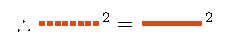 ∴ 2 = 2